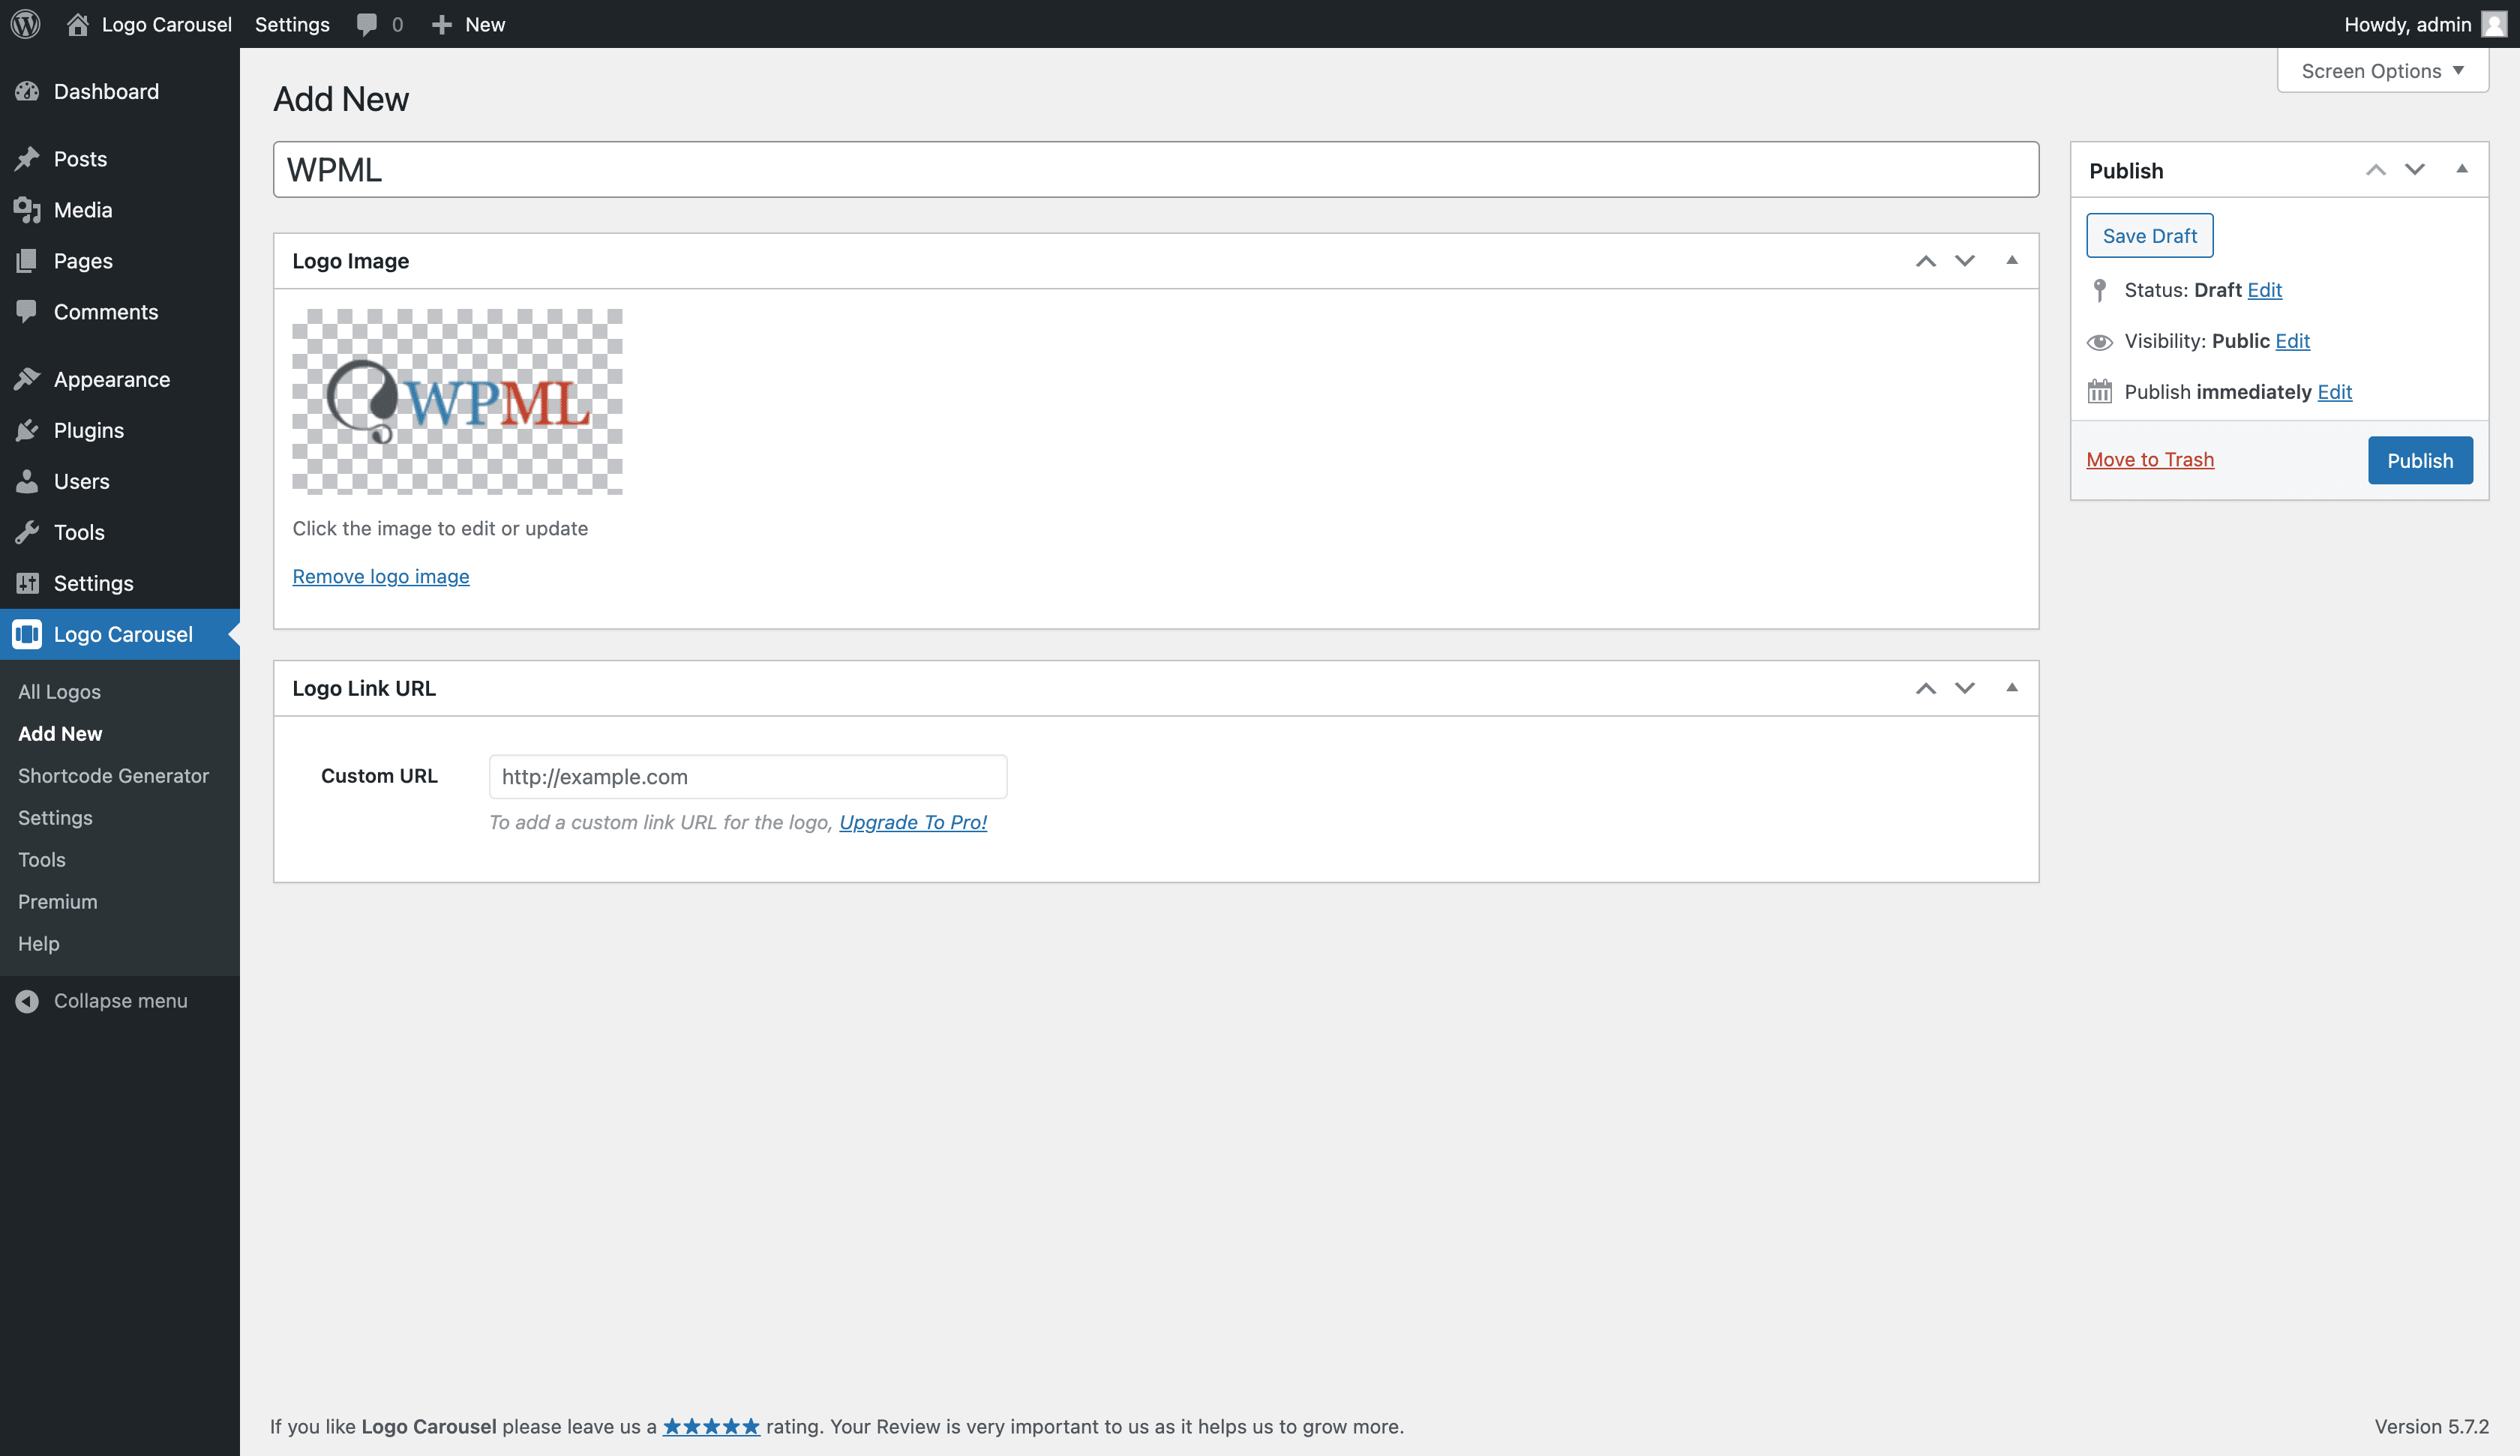 Logo Carousel Settings 0 New Howdy, admin
Screen Options
Dashboard
Posts
Media
Pages
Comments
Appearance
Plugins
Users
Tools
Settings
Logo Carousel
All Logos
Add New
Shortcode Generator
Settings
Tools
Premium
Help
Collapse menu
Add New
WPML
Logo Image
WPML
Click the image to edit or update
Remove logo image
Logo Link URL
Custom URL
http://example.com
To add a custom link URL for the logo, Upgrade To Pro!
Publish
Save Draft
Status: Draft Edit
Visibility: Public Edit
Publish immediately Edit
Move to Trash
Publish
If you like Logo Carousel please leave us a ★★★★★ rating. Your Review is very important to us as it helps us to grow more.
Version 5.7.2